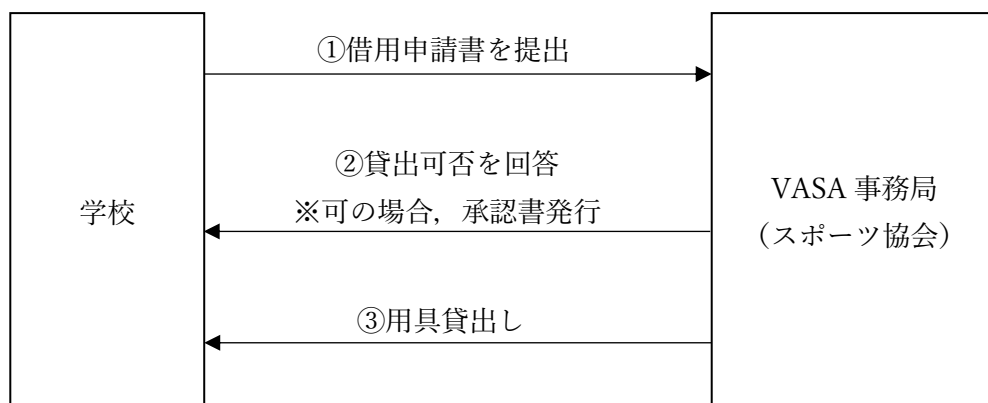 ①借用申請書を提出
②貸出可否を回答
※可の場合，承認書発行
学校
VASA 事務局
（スポーツ協会）
③用具貸出し